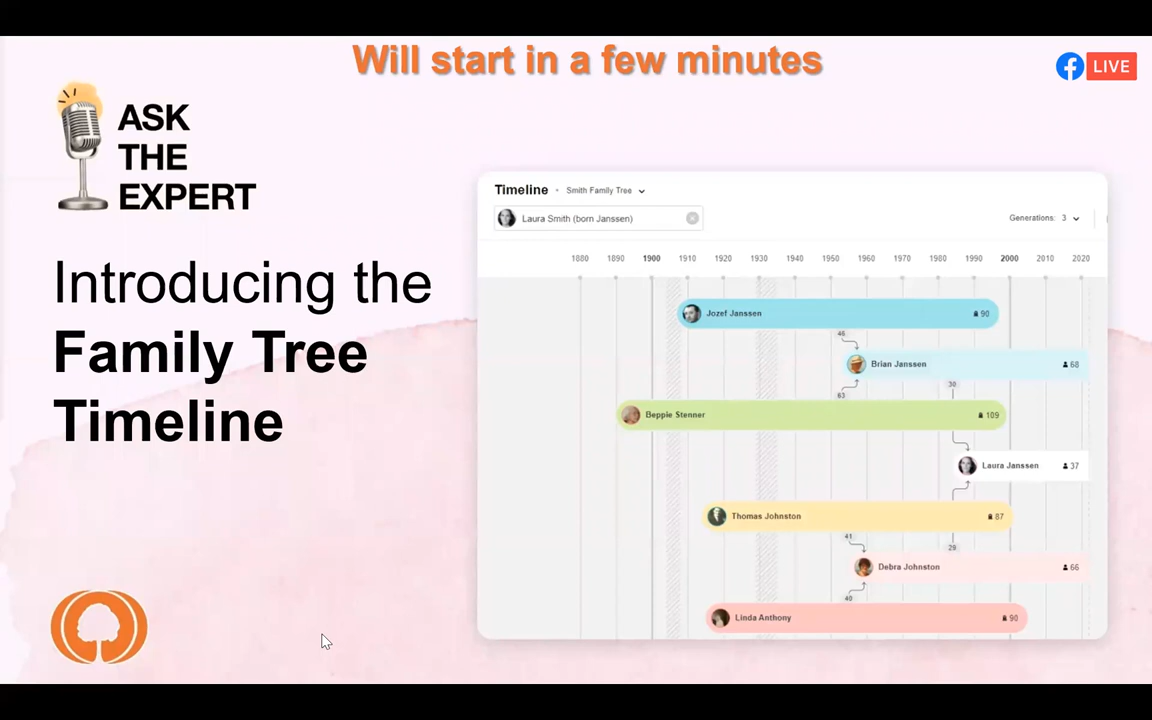 Will start in a few minutes
LIVE
ASK
THE
EXPERT
Introducing the
Family Tree
Timeline
Timeline • Smith Family Tree
Laura Smith (born Janssen)
Generations: 3
1880 1890 1900 1910 1920 1930 1940 1950 1960 1970 1980 1990 2000 2010 2020
Jozef Janssen 90
46
Brian Janssen 68
30
63
Beppie Stenner 109
Laura Janssen 37
Thomas Johnston 87
41
29
Debra Johnston 66
40
Linda Anthony 90